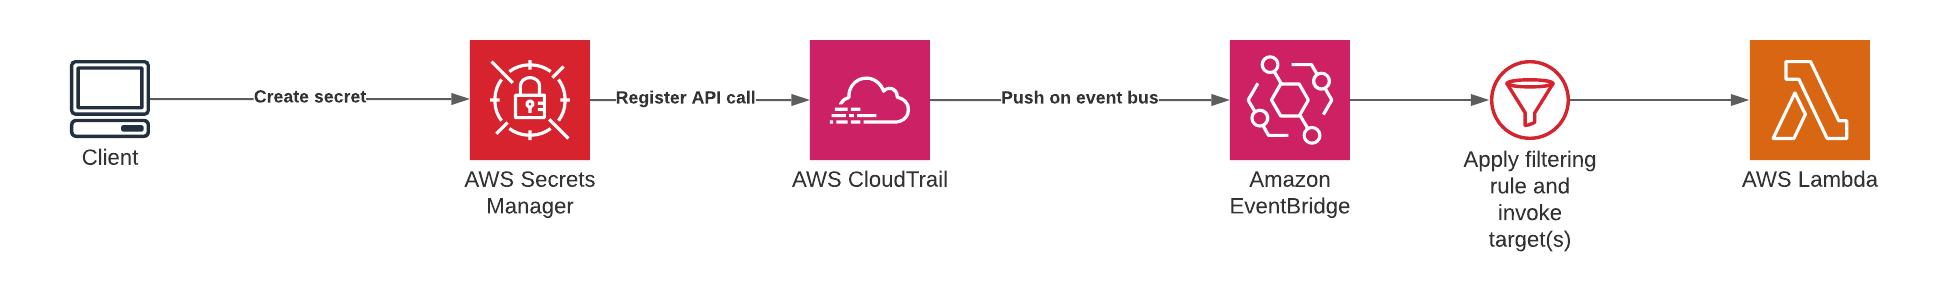 Create secret
Register API call
Push on event bus
Client
AWS Secrets
Manager
AWS CloudTrail
Amazon
EventBridge
Apply filtering
rule and
invoke
target(s)
AWS Lambda